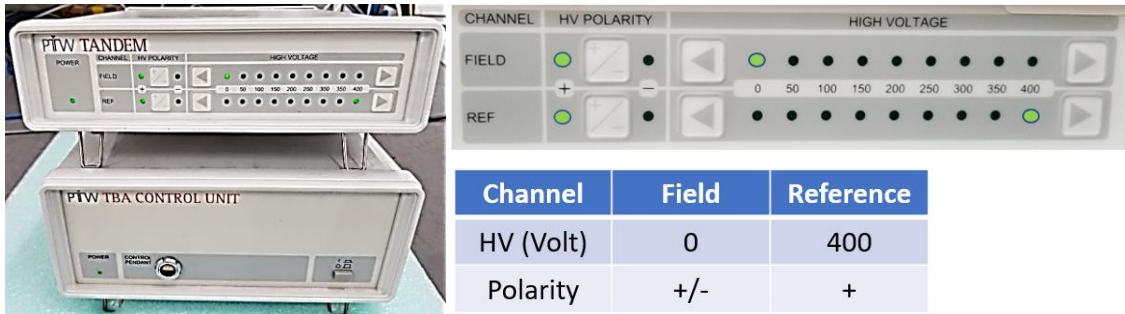 PTW TANDEM
POWER
CHANNEL HV POLARITY HIGH VOLTAGE
FIELD
+ − 0 50 100 150 200 250 300 350 400
REF
PTW TBA CONTROL UNIT
POWER CONTROL PENDANT
CHANNEL HV POLARITY HIGH VOLTAGE
FIELD
+ − 0 50 100 150 200 250 300 350 400
REF
Channel Field Reference
HV (Volt) 0 400
Polarity +/- +